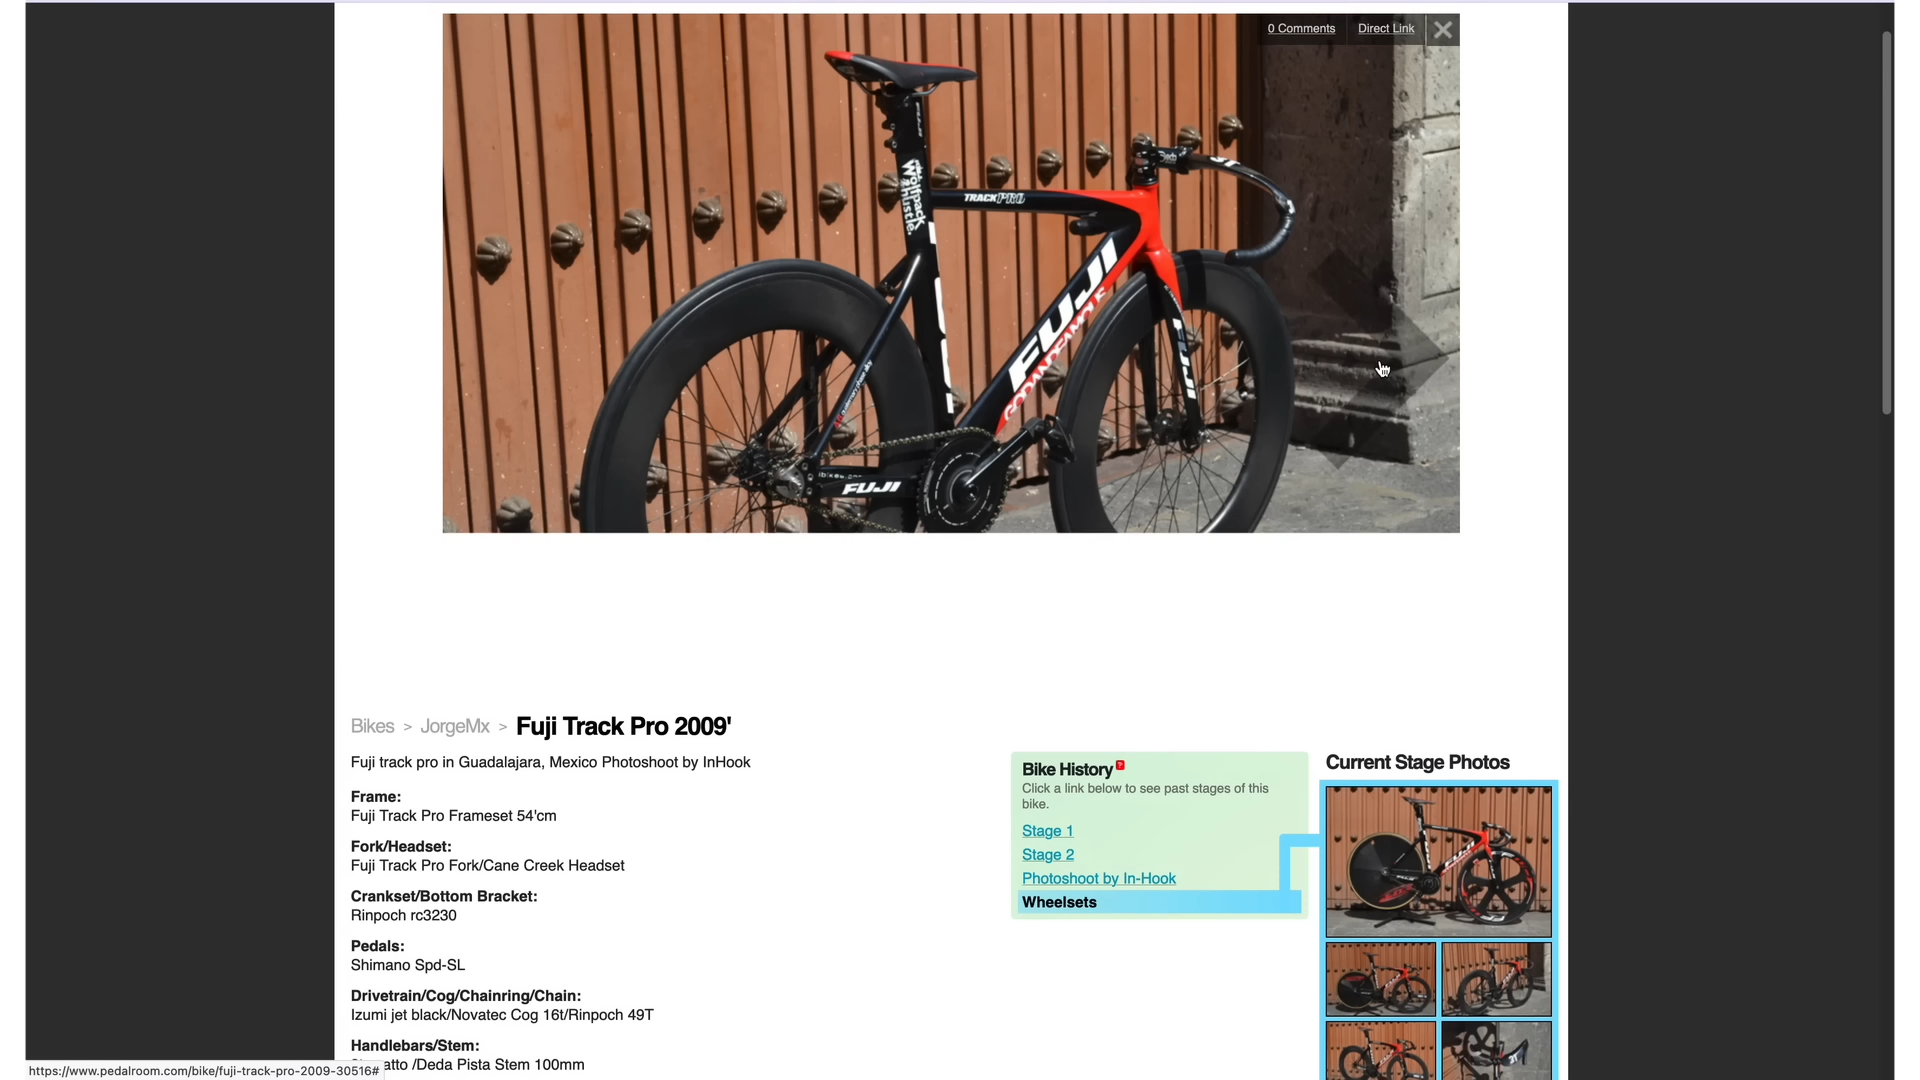 0 Comments Direct Link
FUJI
Wolfpack
Hustle.
TRACK PRO
FUJI
FUJI
FUJI
Bikes > JorgeMx > Fuji Track Pro 2009'
Fuji track pro in Guadalajara, Mexico Photoshoot by InHook
Frame:
Fuji Track Pro Frameset 54'cm
Fork/Headset:
Fuji Track Pro Fork/Cane Creek Headset
Crankset/Bottom Bracket:
Rinpoch rc3230
Pedals:
Shimano Spd-SL
Drivetrain/Cog/Chainring/Chain:
Izumi jet black/Novatec Cog 16t/Rinpoch 49T
Handlebars/Stem:
/Deda Pista Stem 100mm
Bike History ?
Click a link below to see past stages of this
bike.
Stage 1
Stage 2
Photoshoot by In-Hook
Wheelsets
Current Stage Photos
https://www.pedalroom.com/bike/fuji-track-pro-2009-30516#